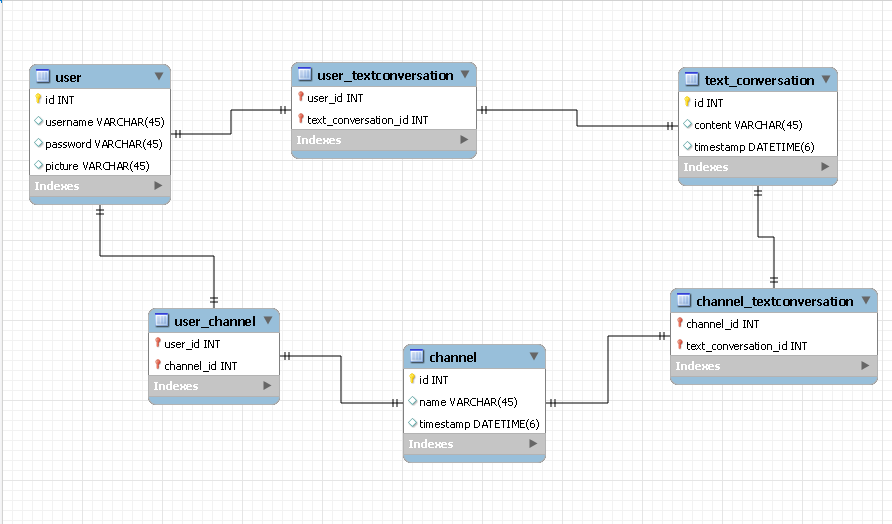 user
id INT
username VARCHAR(45)
password VARCHAR(45)
picture VARCHAR(45)
Indexes
user_textconversation
user_id INT
text_conversation_id INT
Indexes
text_conversation
id INT
content VARCHAR(45)
timestamp DATETIME(6)
Indexes
user_channel
user_id INT
channel_id INT
Indexes
channel
id INT
name VARCHAR(45)
timestamp DATETIME(6)
Indexes
channel_textconversation
channel_id INT
text_conversation_id INT
Indexes